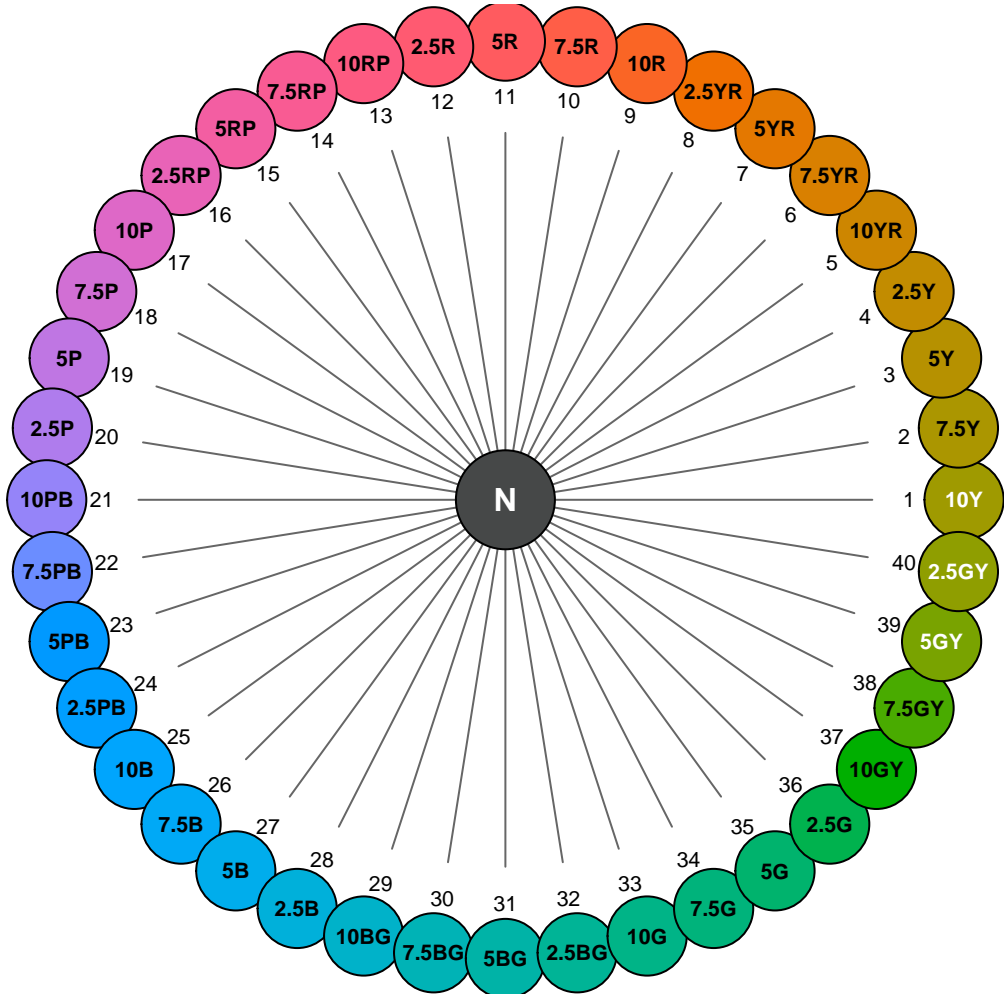 5R
7.5R
10R
2.5YR
5YR
7.5YR
10YR
2.5Y
5Y
7.5Y
10Y
2.5GY
5GY
7.5GY
10GY
2.5G
5G
7.5G
10G
2.5BG
5BG
7.5BG
10BG
2.5B
5B
7.5B
10B
2.5PB
5PB
7.5PB
10PB
2.5P
5P
7.5P
10P
2.5RP
5RP
7.5RP
10RP
2.5R
11
10
9
8
7
6
5
4
3
2
1
40
39
38
37
36
35
34
33
32
31
30
29
28
27
26
25
24
23
22
21
20
19
18
17
16
15
14
13
12
N